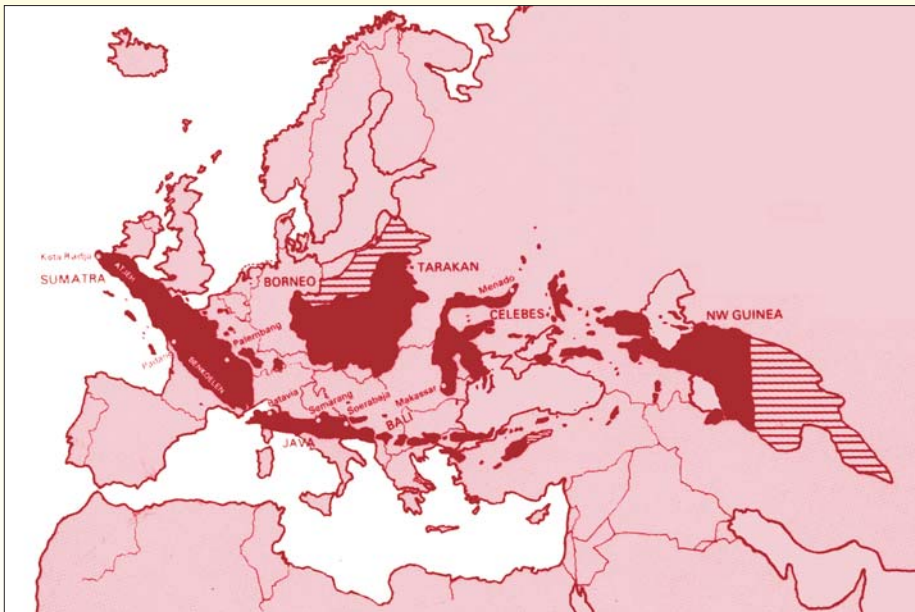 Kota Radja
SUMATRA
ATJEH
BORNEO
TARAKAN
Menado
CELEBES
NW GUINEA
Palembang
Padang
BENKOELEN
Batavia
Semarang
Soerabaja
Makassar
BALI
JAVA